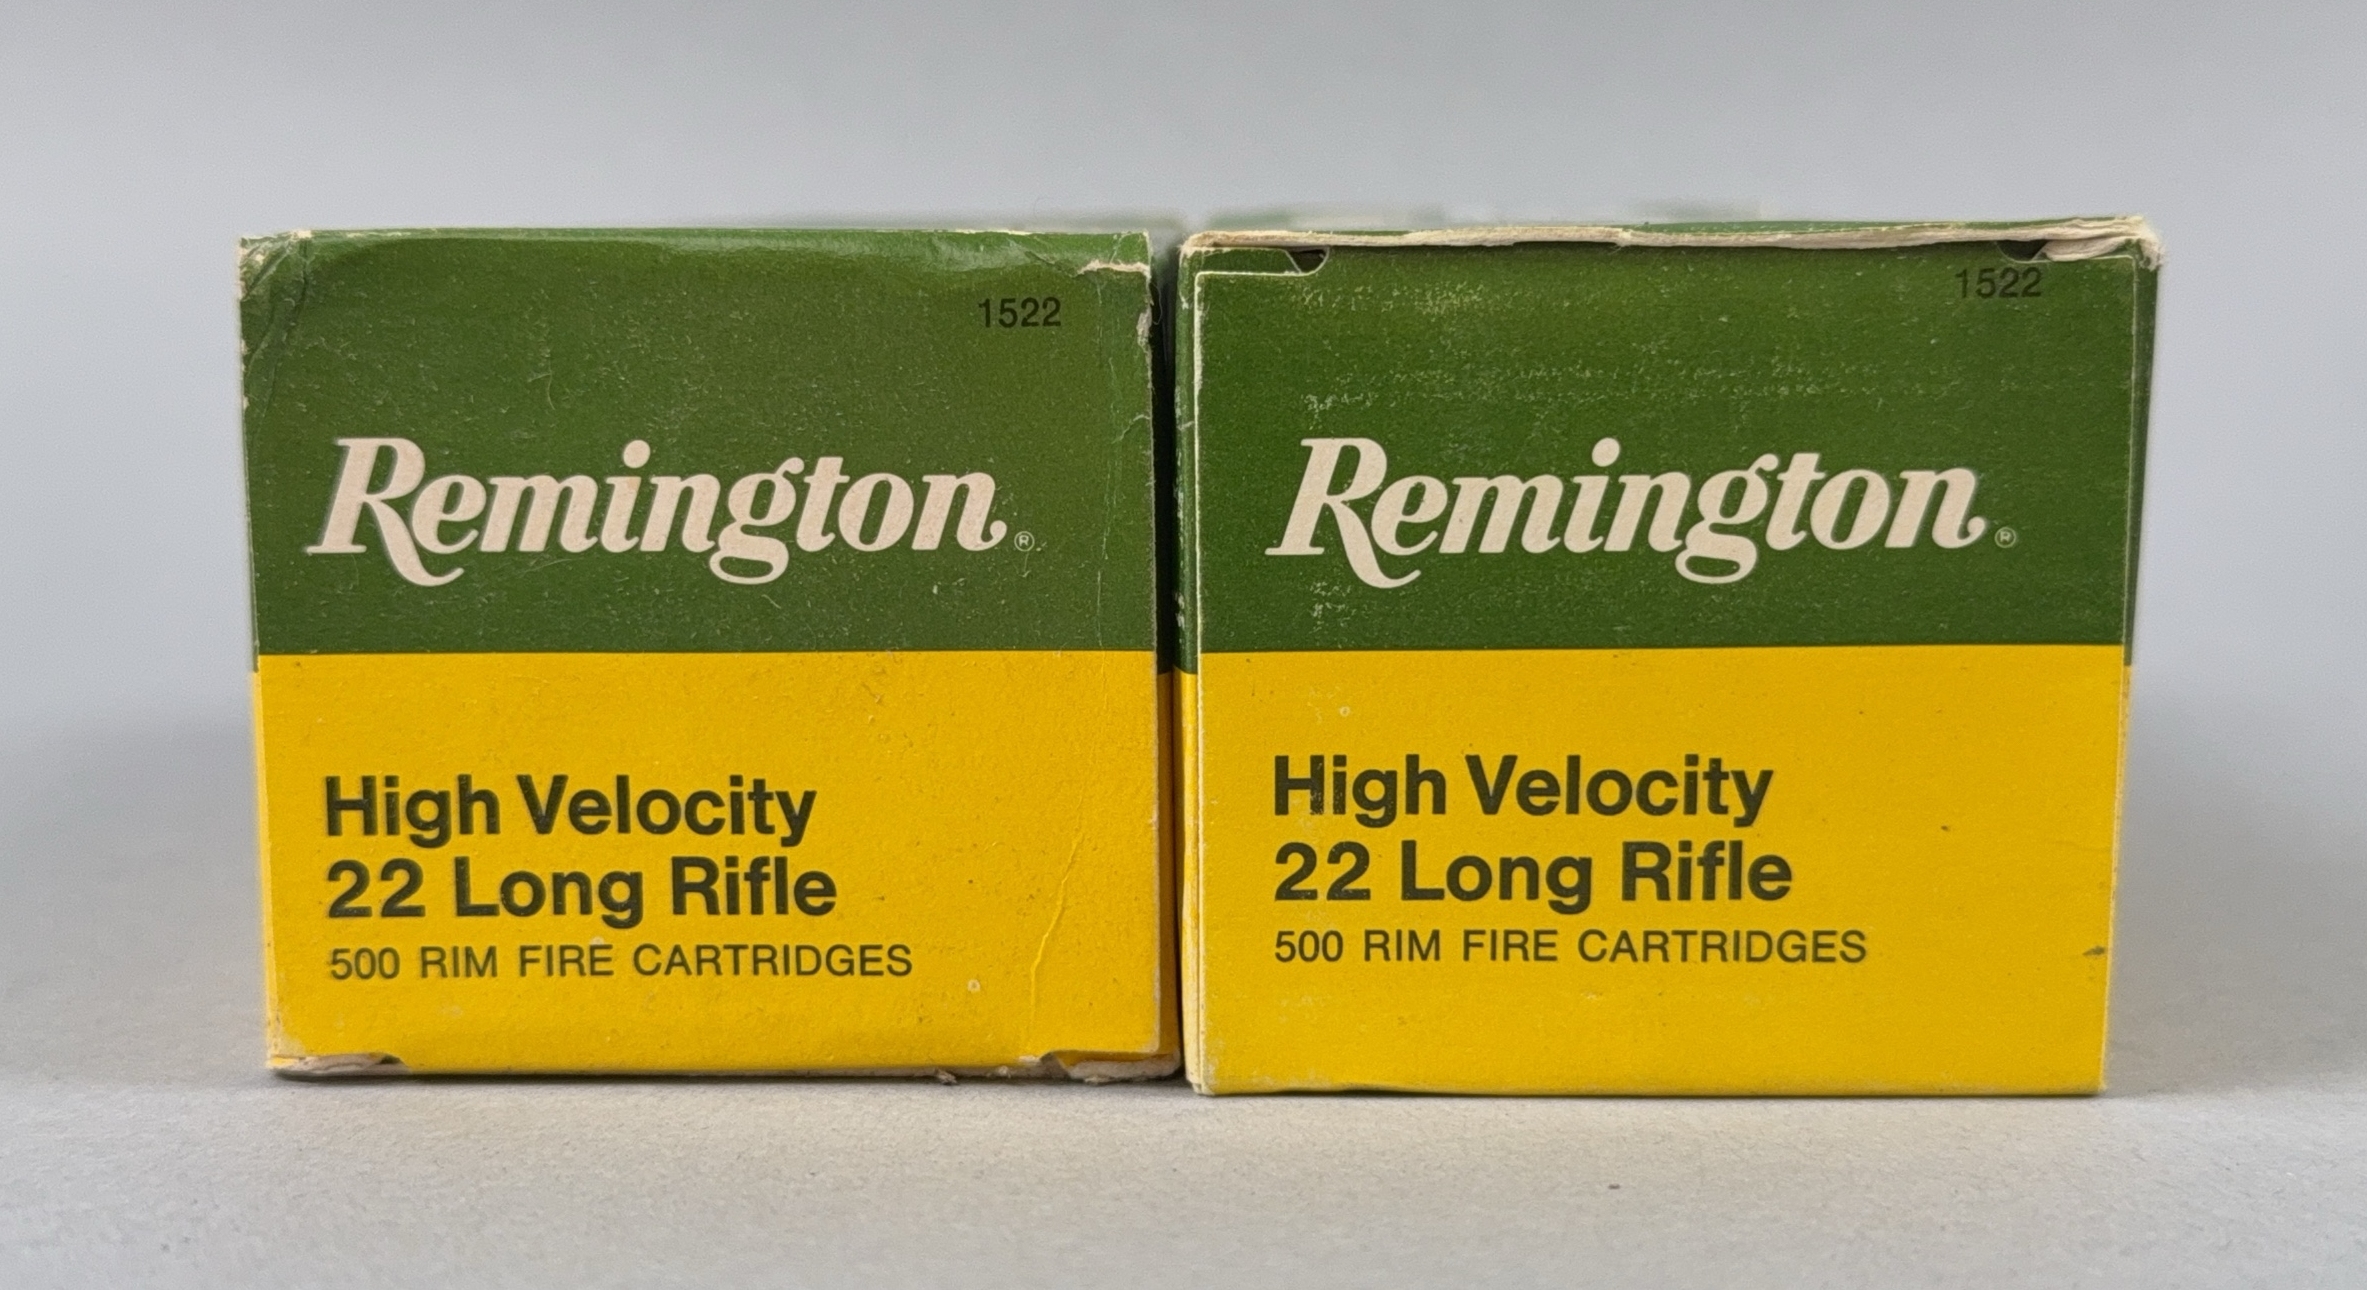 1522
Remington®
High Velocity
22 Long Rifle
500 RIM FIRE CARTRIDGES
1522
Remington®
High Velocity
22 Long Rifle
500 RIM FIRE CARTRIDGES